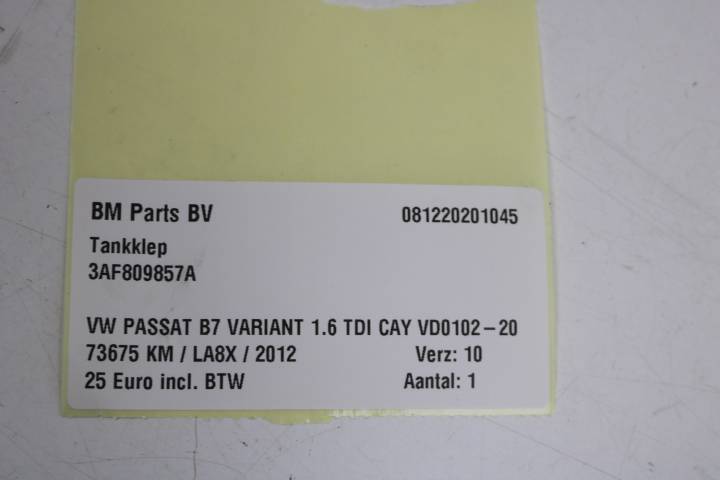 BM Parts BV 081220201045
Tankklep
3AF809857A
VW PASSAT B7 VARIANT 1.6 TDI CAY VD0102-20
73675 KM / LA8X / 2012 Verz: 10
25 Euro incl. BTW Aantal: 1